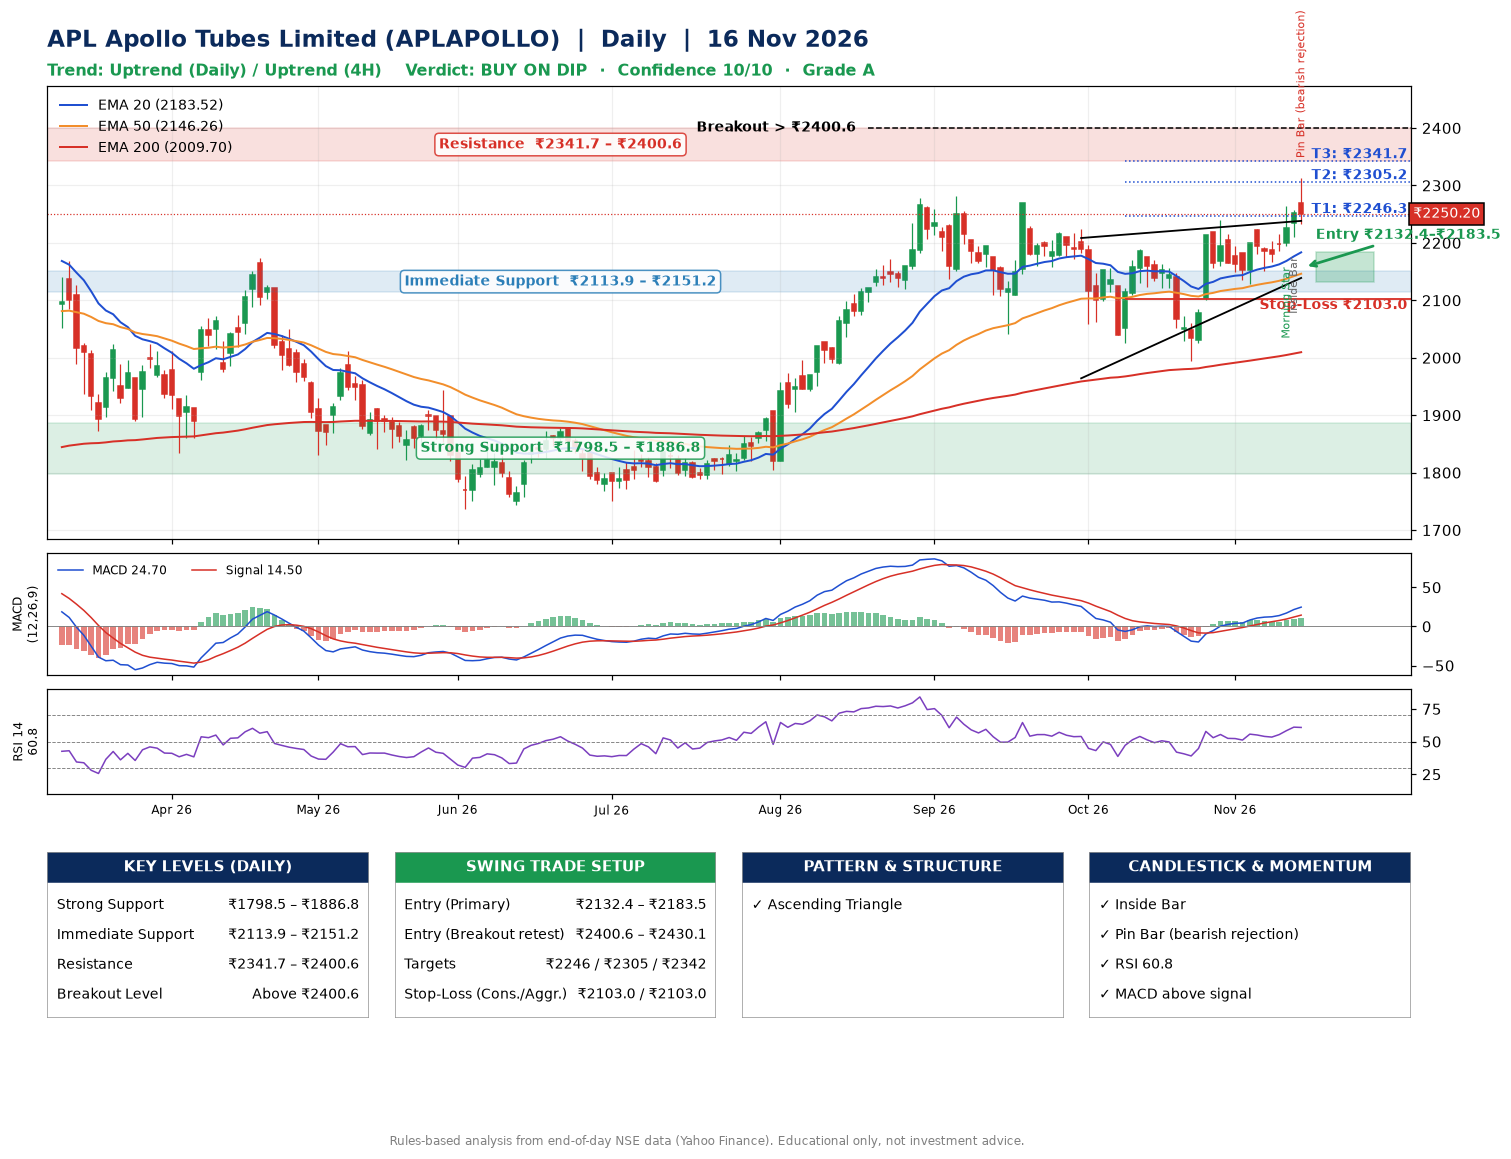 APL Apollo Tubes Limited (APLAPOLLO) | Daily | 16 Nov 2026
Trend: Uptrend (Daily) / Uptrend (4H) Verdict: BUY ON DIP · Confidence 10/10 · Grade A
Pin Bar (bearish rejection)
EMA 20 (2183.52)
EMA 50 (2146.26)
EMA 200 (2009.70)
Breakout > ₹2400.6
Resistance ₹2341.7 – ₹2400.6
T3: ₹2341.7
T2: ₹2305.2
T1: ₹2246.3
₹2250.20
Entry ₹2132.4–₹2183.5
Immediate Support ₹2113.9 – ₹2151.2
Stop-Loss ₹2103.0
Morning Star
Inside Bar
Strong Support ₹1798.5 – ₹1886.8
2400
2300
2200
2100
2000
1900
1800
1700
MACD
(12,26,9)
MACD 24.70
Signal 14.50
50
0
−50
RSI 14
60.8
75
50
25
Apr 26
May 26
Jun 26
Jul 26
Aug 26
Sep 26
Oct 26
Nov 26
KEY LEVELS (DAILY)
Strong Support ₹1798.5 – ₹1886.8
Immediate Support ₹2113.9 – ₹2151.2
Resistance ₹2341.7 – ₹2400.6
Breakout Level Above ₹2400.6
SWING TRADE SETUP
Entry (Primary) ₹2132.4 – ₹2183.5
Entry (Breakout retest) ₹2400.6 – ₹2430.1
Targets ₹2246 / ₹2305 / ₹2342
Stop-Loss (Cons./Aggr.) ₹2103.0 / ₹2103.0
PATTERN & STRUCTURE
✓ Ascending Triangle
CANDLESTICK & MOMENTUM
✓ Inside Bar
✓ Pin Bar (bearish rejection)
✓ RSI 60.8
✓ MACD above signal
Rules-based analysis from end-of-day NSE data (Yahoo Finance). Educational only, not investment advice.